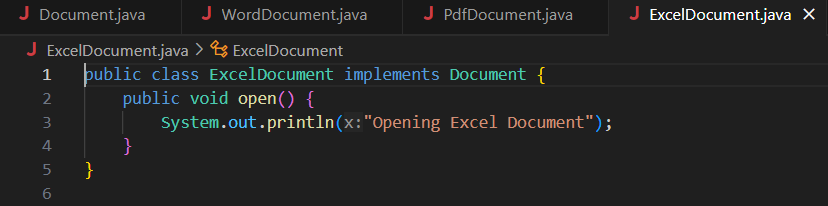 J Document.java J WordDocument.java J PdfDocument.java J ExcelDocument.java ×
J ExcelDocument.java > ExcelDocument
1 public class ExcelDocument implements Document {
2     public void open() {
3         System.out.println(x:"Opening Excel Document");
4     }
5 }
6